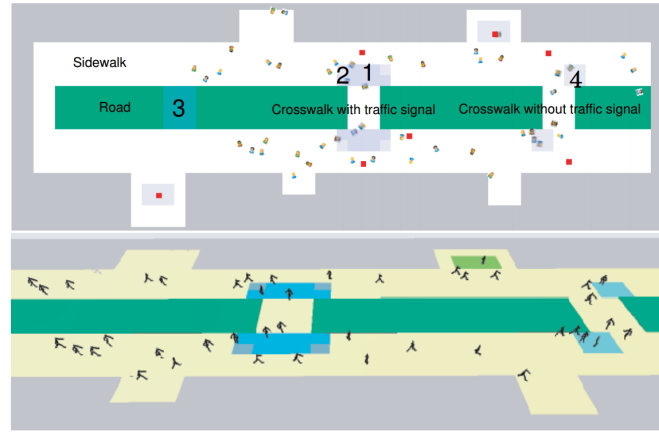 Sidewalk
2 1
4
Road
3
Crosswalk with traffic signal
Crosswalk without traffic signal